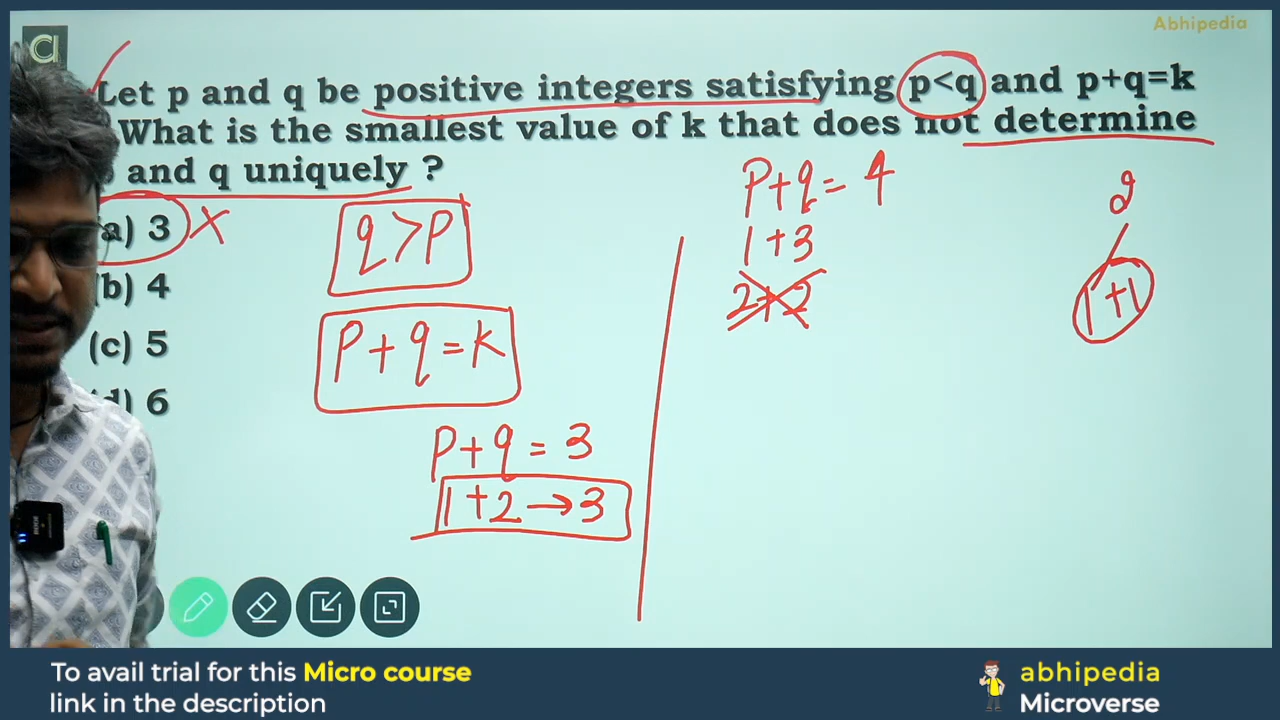 Abhipedia
Let p and q be positive integers satisfying p<q and p+q=k
What is the smallest value of k that does not determine
and q uniquely ?
(a) 3 ×
(b) 4
(c) 5
(d) 6
q > p
p + q = k
p + q = 3
1 + 2 → 3
p + q = 4
1 + 3
2 + 2
2
1 + 1
To avail trial for this Micro course
link in the description
abhipedia
Microverse